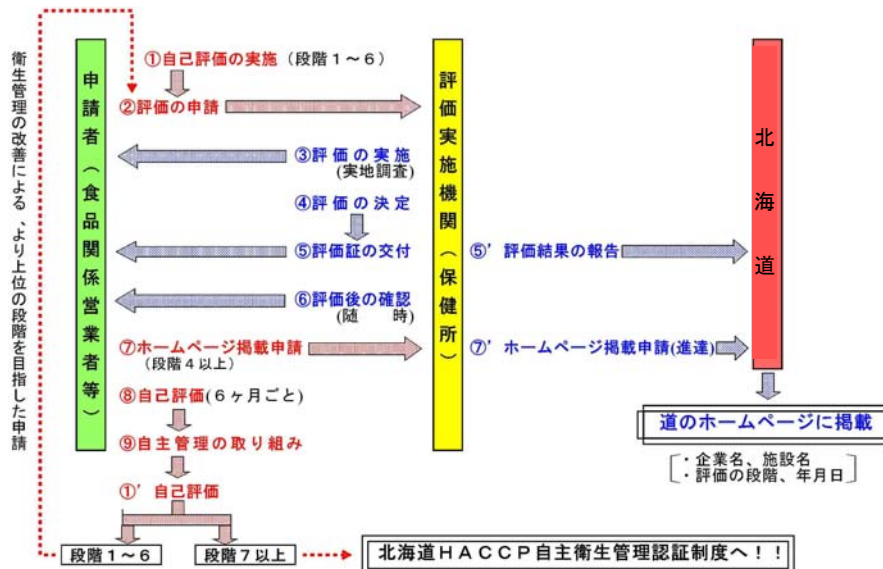 衛生管理の改善による、より上位の段階を目指した申請
申請者（食品関係営業者等）
①自己評価の実施（段階１～６）
②評価の申請
③評価の実施
(実地調査)
④評価の決定
⑤評価証の交付
⑥評価後の確認
(随　時)
⑦ホームページ掲載申請
(段階４以上)
⑧自己評価(６ヶ月ごと)
⑨自主管理の取り組み
①’自己評価
段階１～６
段階７以上
評価実施機関（保健所）
⑤’評価結果の報告
⑦’ホームページ掲載申請(進達)
北海道
道のホームページに掲載
・企業名、施設名
・評価の段階、年月日
北海道ＨＡＣＣＰ自主衛生管理認証制度へ！！